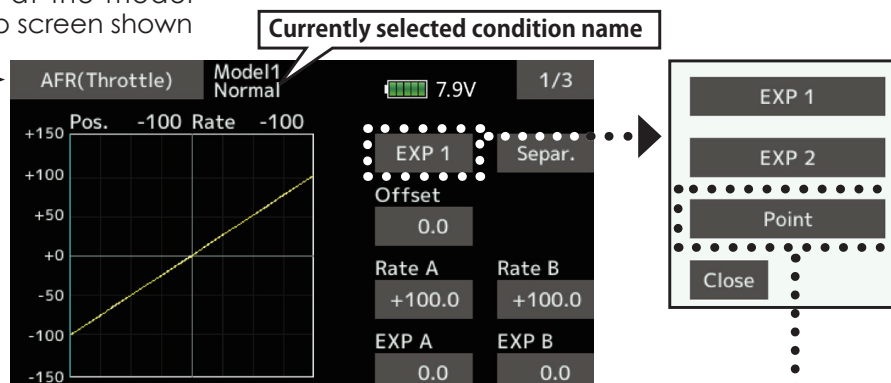 at the model
p screen shown
Currently selected condition name
AFR(Throttle)
Model1
Normal
7.9V
1/3
Pos. -100 Rate -100
+150
+100
+50
+0
-50
-100
-150
EXP 1
Separ.
Offset
0.0
Rate A Rate B
+100.0 +100.0
EXP A EXP B
0.0 0.0
EXP 1
EXP 2
Point
Close